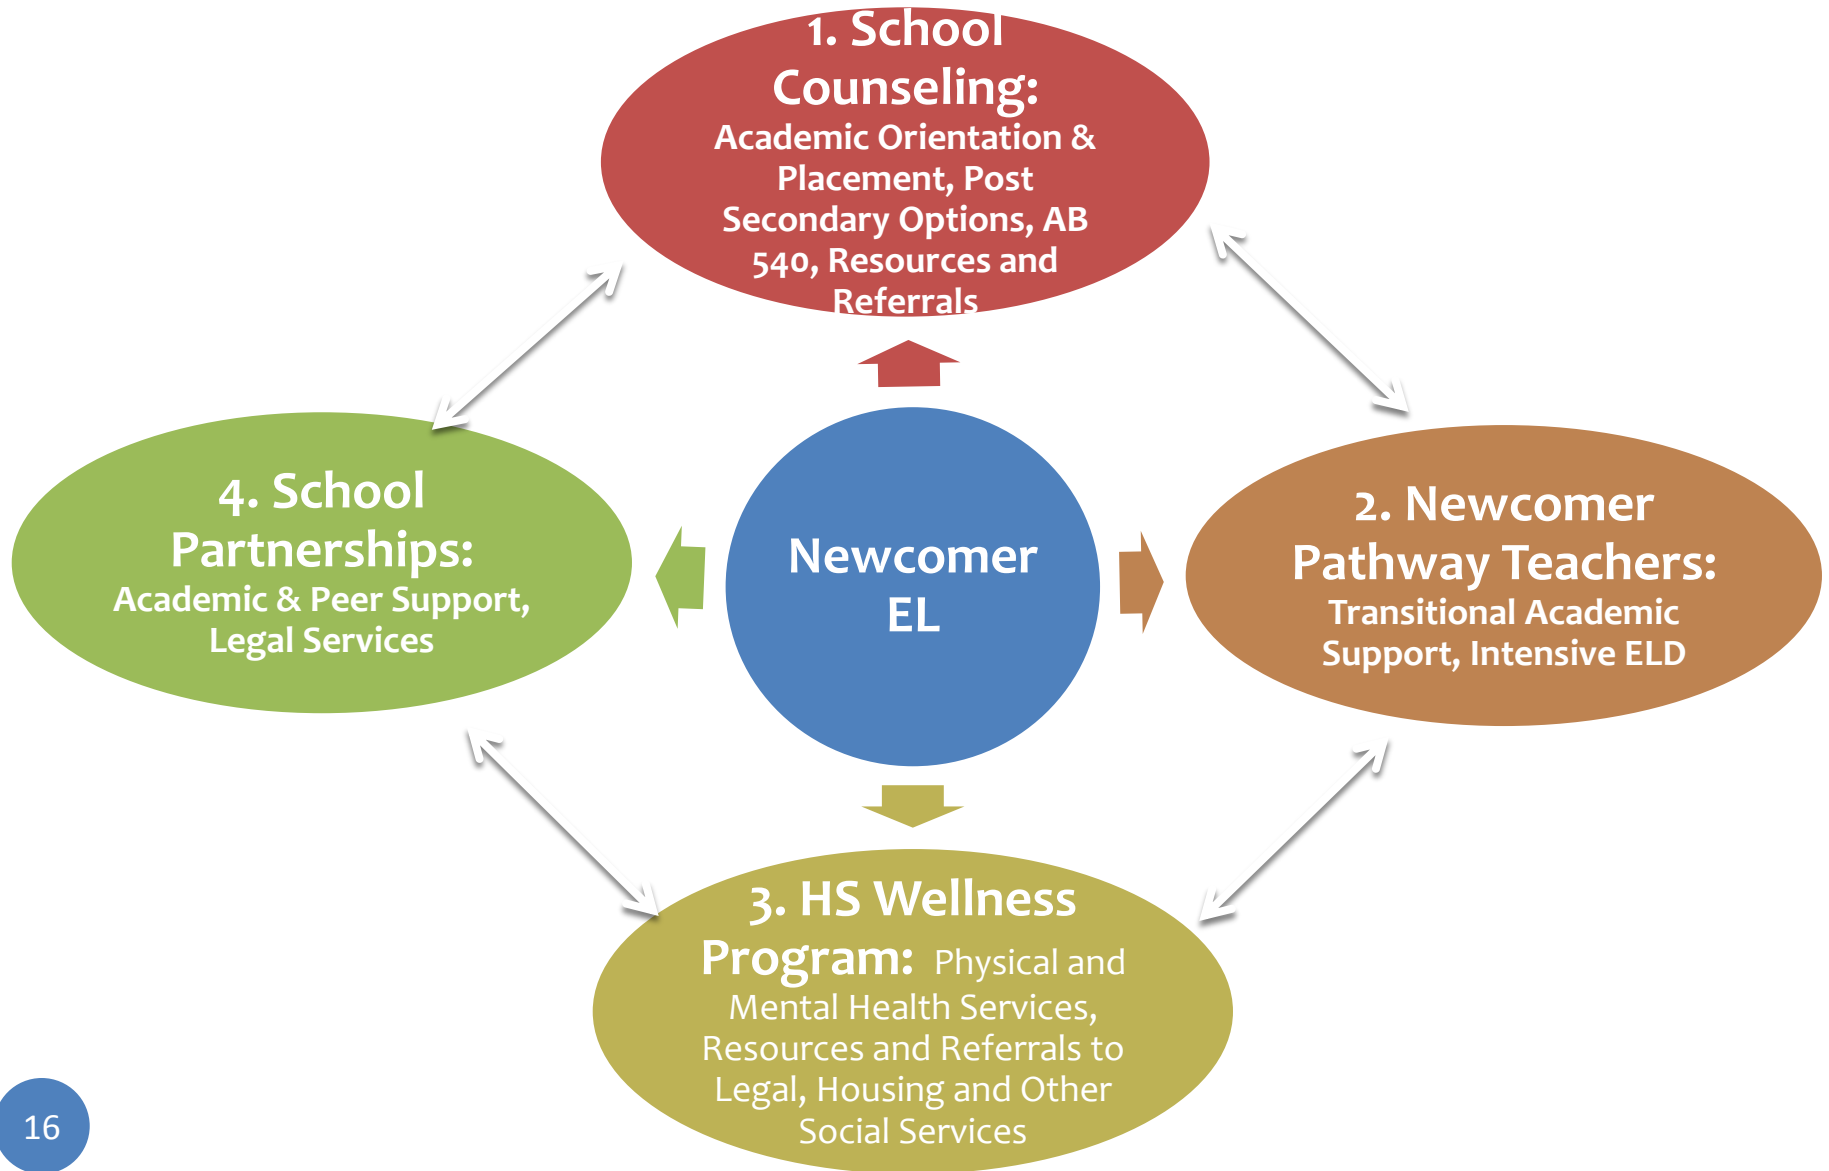 1. School
Counseling:
Academic Orientation &
Placement, Post
Secondary Options, AB
540, Resources and
Referrals
4. School
Partnerships:
Academic & Peer Support,
Legal Services
Newcomer
EL
2. Newcomer
Pathway Teachers:
Transitional Academic
Support, Intensive ELD
3. HS Wellness
Program: Physical and
Mental Health Services,
Resources and Referrals to
Legal, Housing and Other
Social Services
16